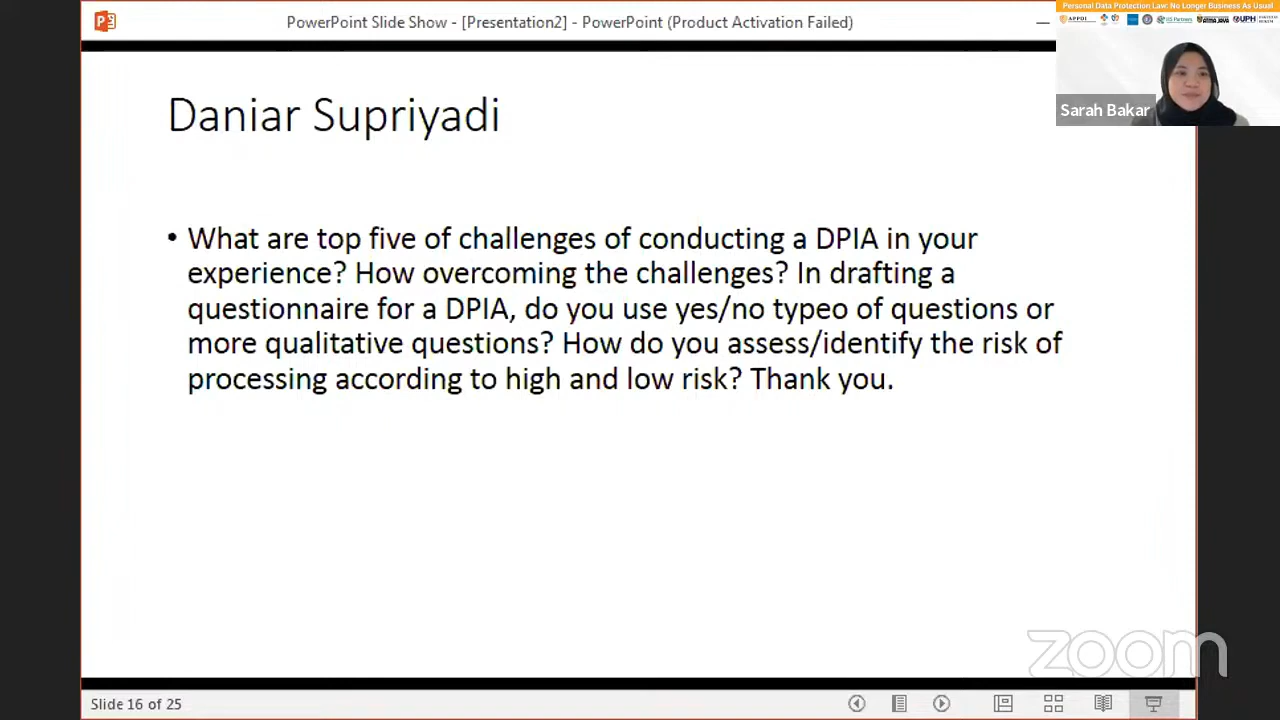 PowerPoint Slide Show - [Presentation2] - PowerPoint (Product Activation Failed)
Personal Data Protection Law: No Longer Business As Usual
APPDI
UPH
Sarah Bakar
Daniar Supriyadi
• What are top five of challenges of conducting a DPIA in your
experience? How overcoming the challenges? In drafting a
questionnaire for a DPIA, do you use yes/no typeo of questions or
more qualitative questions? How do you assess/identify the risk of
processing according to high and low risk? Thank you.
zoom
Slide 16 of 25